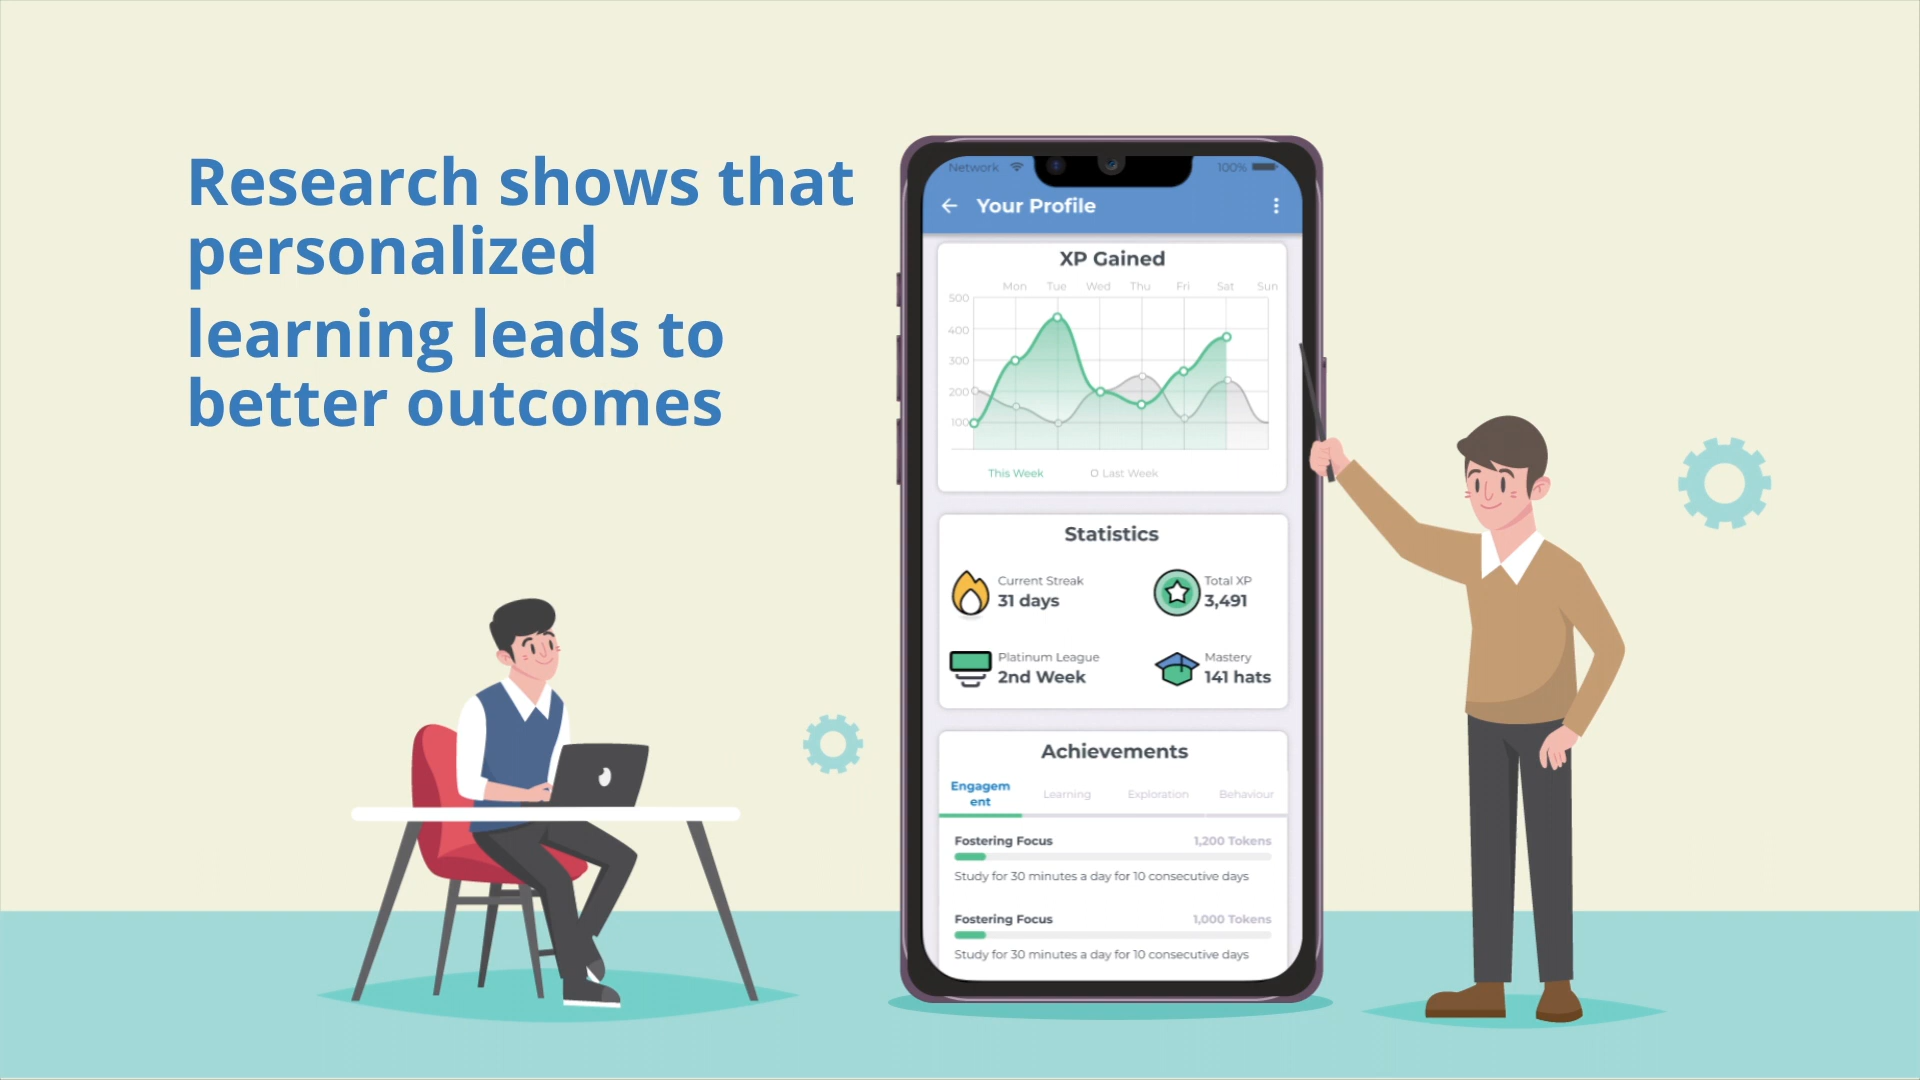 Research shows that
personalized
learning leads to
better outcomes
Network
100%
Your Profile
XP Gained
Mon Tue Wed Thu Fri Sat Sun
500
400
300
200
100
This Week
O Last Week
Statistics
Current Streak
31 days
Total XP
3,491
Platinum League
2nd Week
Mastery
141 hats
Achievements
Engagem
ent
Learning
Exploration
Behaviour
Fostering Focus
1,200 Tokens
Study for 30 minutes a day for 10 consecutive days
Fostering Focus
1,000 Tokens
Study for 30 minutes a day for 10 consecutive days